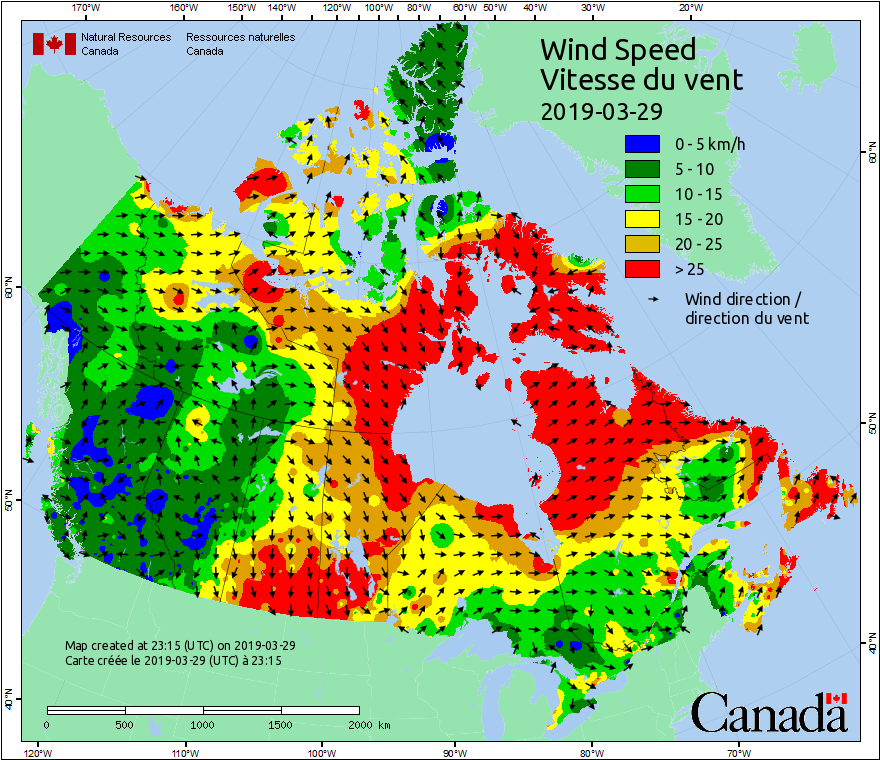 170°W 160°W 150°W 140°W 130°W 120°W 110°W 100°W 90°W 80°W 60°W 50°W 40°W 30°W 20°W
Natural Resources Ressources naturelles
Canada Canada
Wind Speed
Vitesse du vent
2019-03-29
0 - 5 km/h
5 - 10
10 - 15
15 - 20
20 - 25
> 25
Wind direction /
direction du vent
60°N
60°N
50°N
50°N
40°N
40°N
Map created at 23:15 (UTC) on 2019-03-29
Carte créée le 2019-03-29 (UTC) à 23:15
0 500 1000 1500 2000 km
Canada
120°W 110°W 100°W 90°W 80°W 70°W